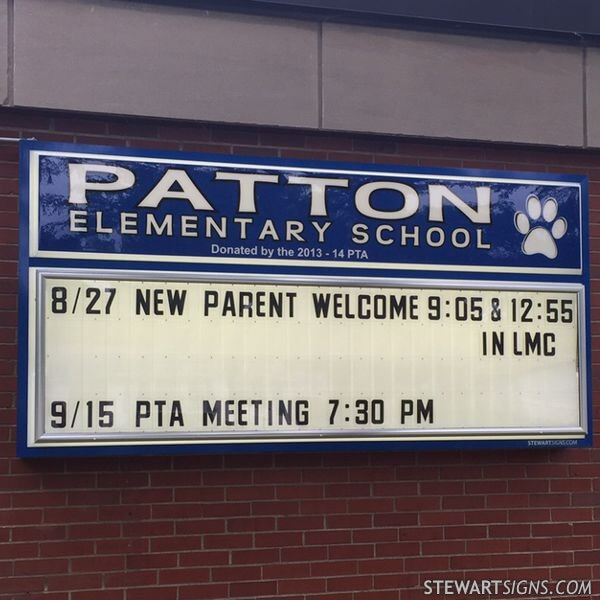 PATTON
ELEMENTARY SCHOOL
Donated by the 2013 - 14 PTA
8/27 NEW PARENT WELCOME 9:05 & 12:55
IN LMC
9/15 PTA MEETING 7:30 PM
STEWARTSIGNS.COM
STEWARTSIGNS.COM